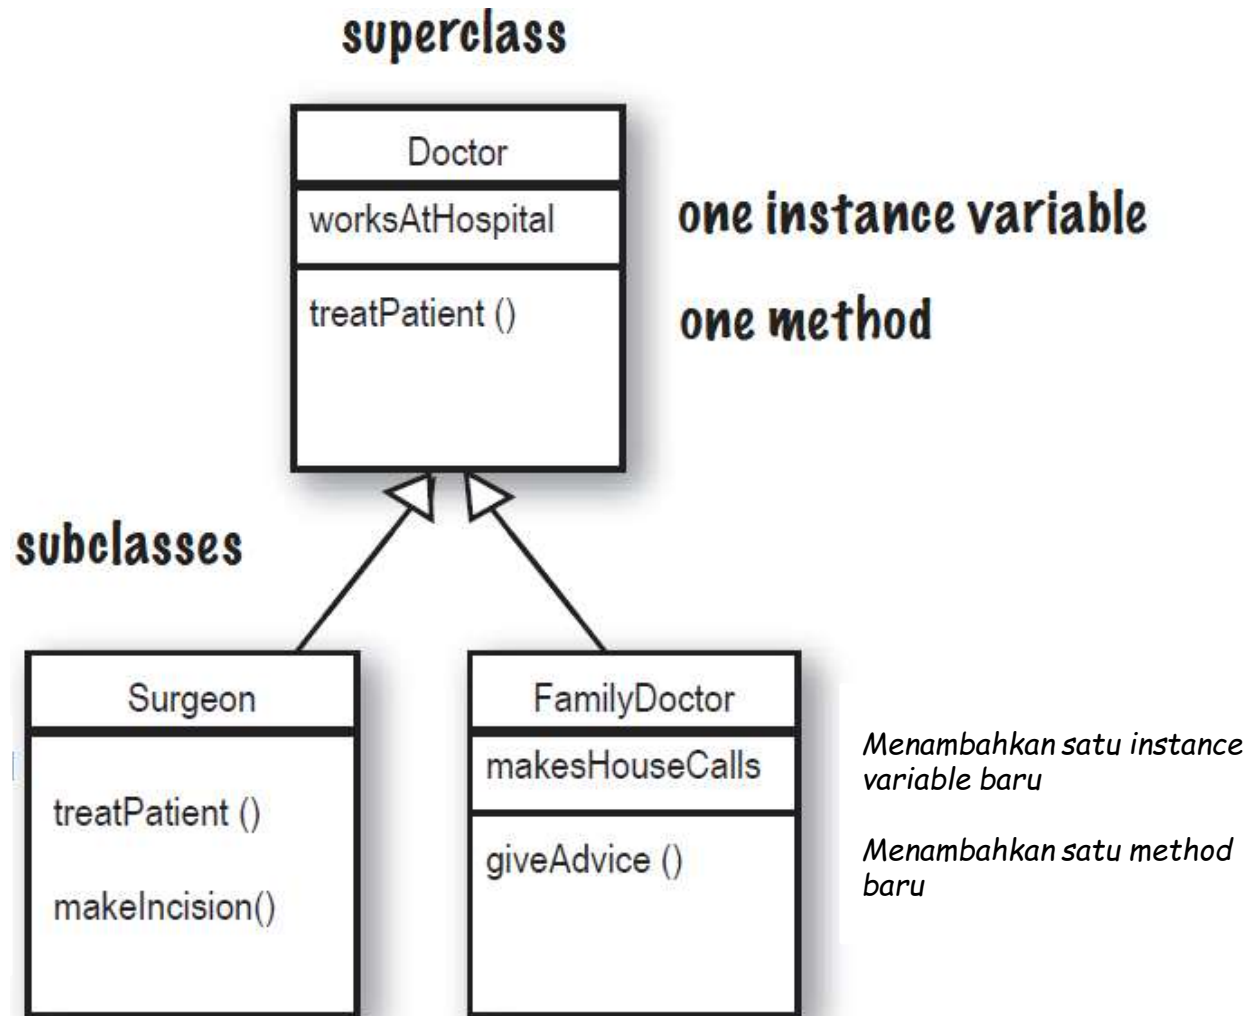 superclass
Doctor
worksAtHospital
one instance variable
treatPatient ()
one method
subclasses
Surgeon
treatPatient ()
makeIncision()
FamilyDoctor
makesHouseCalls
giveAdvice ()
Menambahkan satu instance
variable baru
Menambahkan satu method
baru